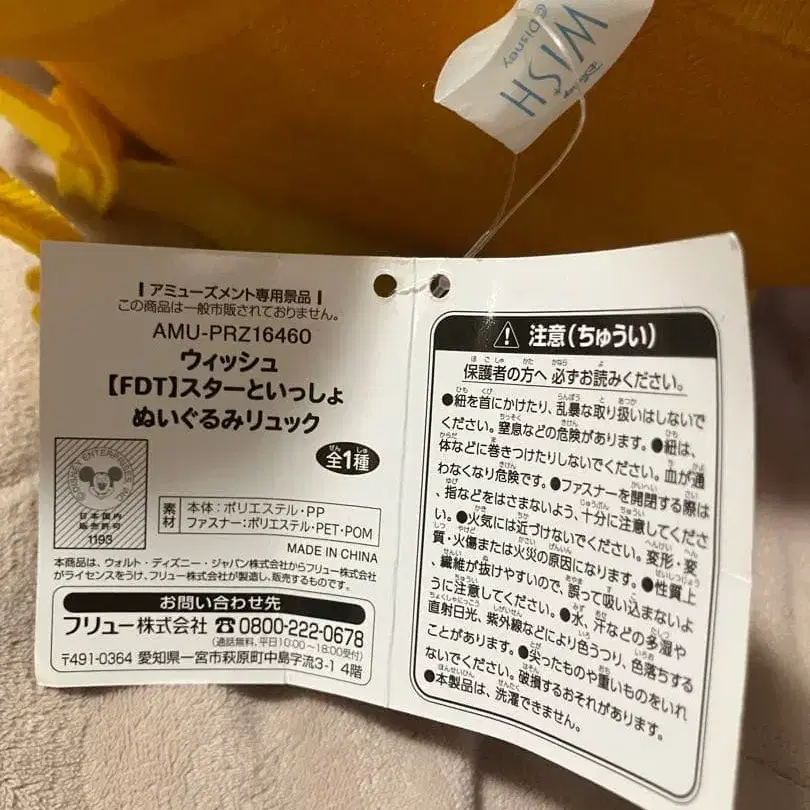 WISH
©Disney
アミューズメント専用景品
この商品は一般市販されておりません。
AMU-PRZ16460
ウィッシュ
【FDT】スターといっしょ
ぬいぐるみリュック
全1種
©DISNEY ENTERPRISES, INC.
日本国内
販売許可
1193
素材
本体:ポリエステル・PP
ファスナー:ポリエステル・PET・POM
MADE IN CHINA
本商品は、ウォルト・ディズニー・ジャパン株式会社からフリュー株式会社
がライセンスをうけ、フリュー株式会社が製造し、販売するものです。
お問い合わせ先
フリュー株式会社 ☎0800-222-0678
(通話無料、平日10:00~18:00受付)
〒491-0364 愛知県一宮市萩原町中島字流3-1 4階
注意(ちゅうい)
保護者の方へ 必ずお読みください。
●紐を首にかけたり、乱暴な取り扱いはしないで
ください。窒息などの危険があります。●紐は、
体などに巻きつけたりしないでください。血が通
わなくなり危険です。●ファスナーを開閉する際は
、指などをはさまないよう、十分に注意してくださ
い。●火気には近づけないでください。変形・変
質・火傷または火災の原因になります。●性質上
、繊維が抜けやすいので、誤って吸い込まないよ
うに注意してください。●水、汗などの多湿や
直射日光、紫外線などにより色うつり、色落ちする
ことがあります。●尖ったものや重いものをいれ
ないでください。破損するおそれがあります。
●本製品は、洗濯できません。